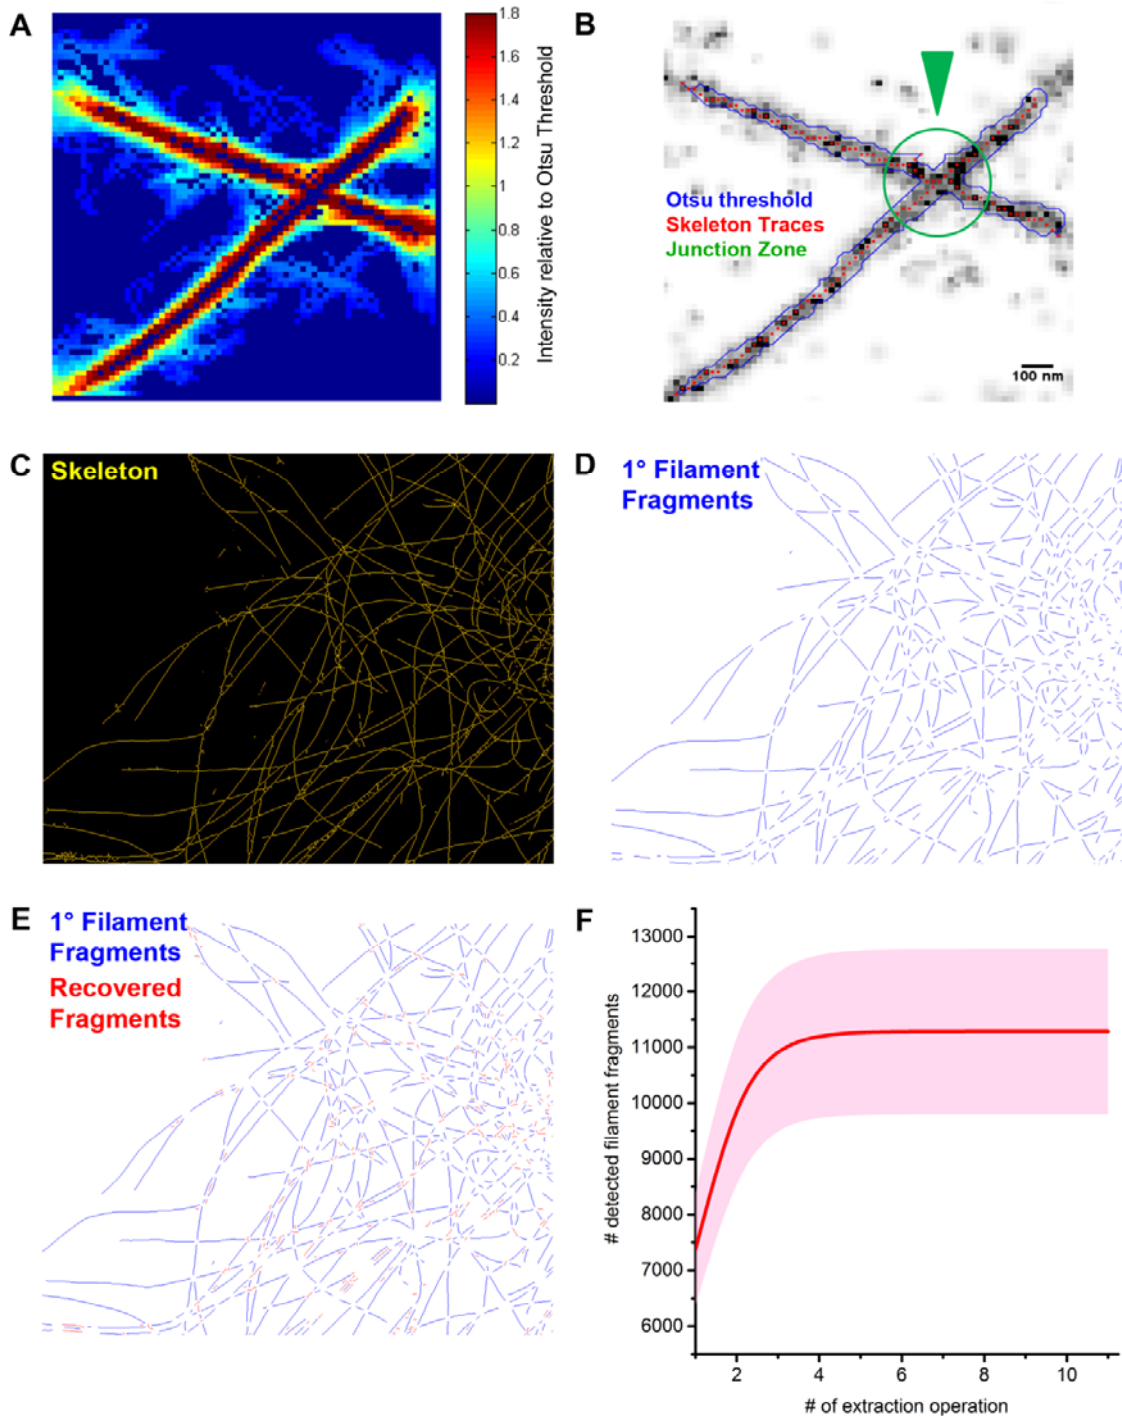 A
1.8
1.6
1.4
1.2
1
0.8
0.6
0.4
0.2
Intensity relative to Otsu Threshold
B
Otsu threshold
Skeleton Traces
Junction Zone
100 nm
C
Skeleton
D
1° Filament
Fragments
E
1° Filament
Fragments
Recovered
Fragments
F
13000
12000
11000
10000
9000
8000
7000
6000
# detected filament fragments
2
4
6
8
10
# of extraction operation